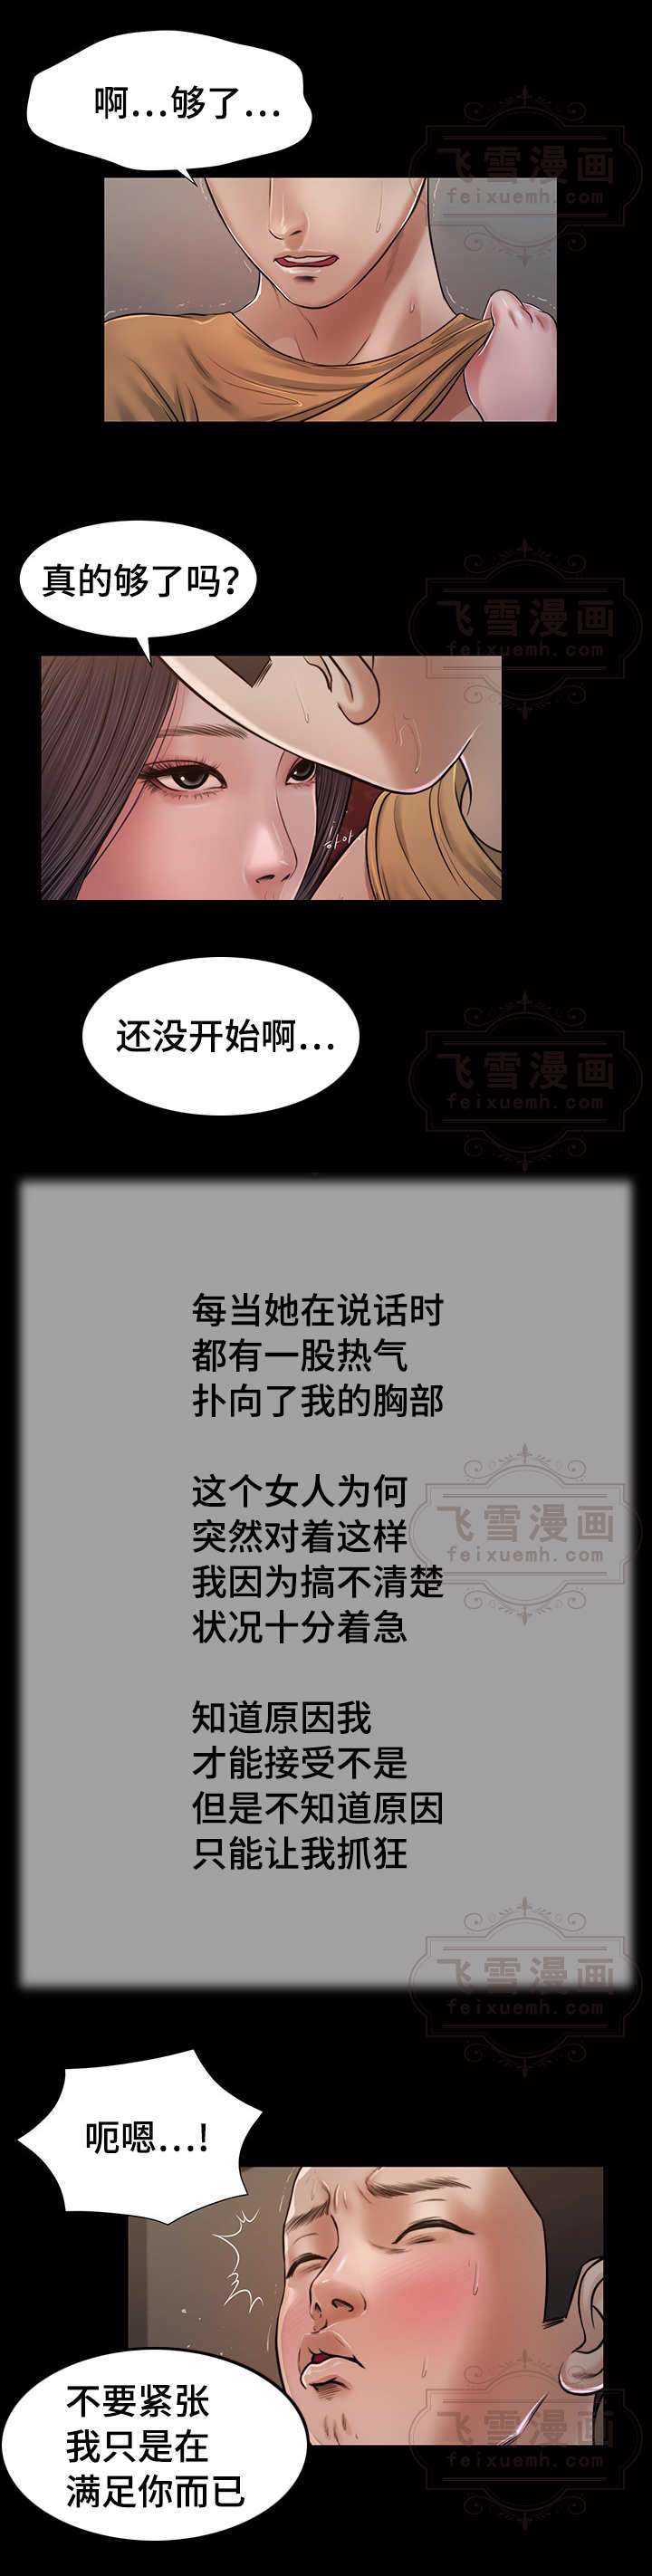 啊...够了...
飞雪漫画
feixuemh.com
真的够了吗?
飞雪漫画
feixuemh.com
하아
还没开始啊...
飞雪漫画
feixuemh.com
每当她在说话时
都有一股热气
扑向了我的胸部
这个女人为何
突然对着这样
我因为搞不清楚
状况十分着急
飞雪漫画
feixuemh.com
知道原因我
才能接受不是
但是不知道原因
只能让我抓狂
飞雪漫画
feixuemh.com
呃嗯...!
不要紧张
我只是在
满足你而已
飞雪漫画
feixuemh.com